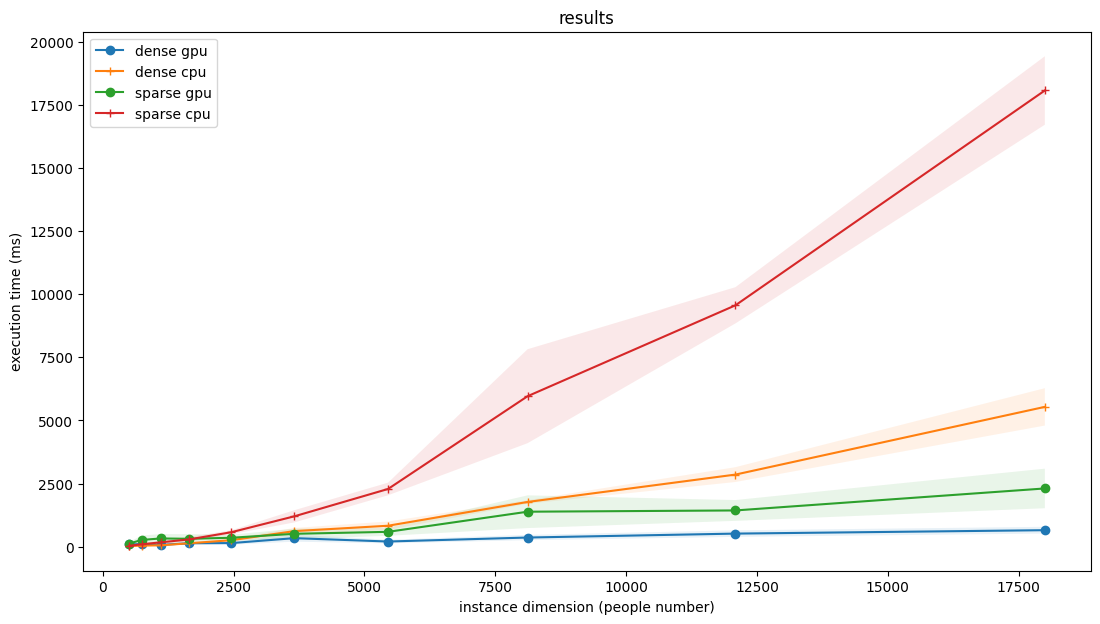 results
dense gpu
dense cpu
sparse gpu
sparse cpu
20000
17500
15000
12500
10000
7500
5000
2500
0
execution time (ms)
0 2500 5000 7500 10000 12500 15000 17500
instance dimension (people number)